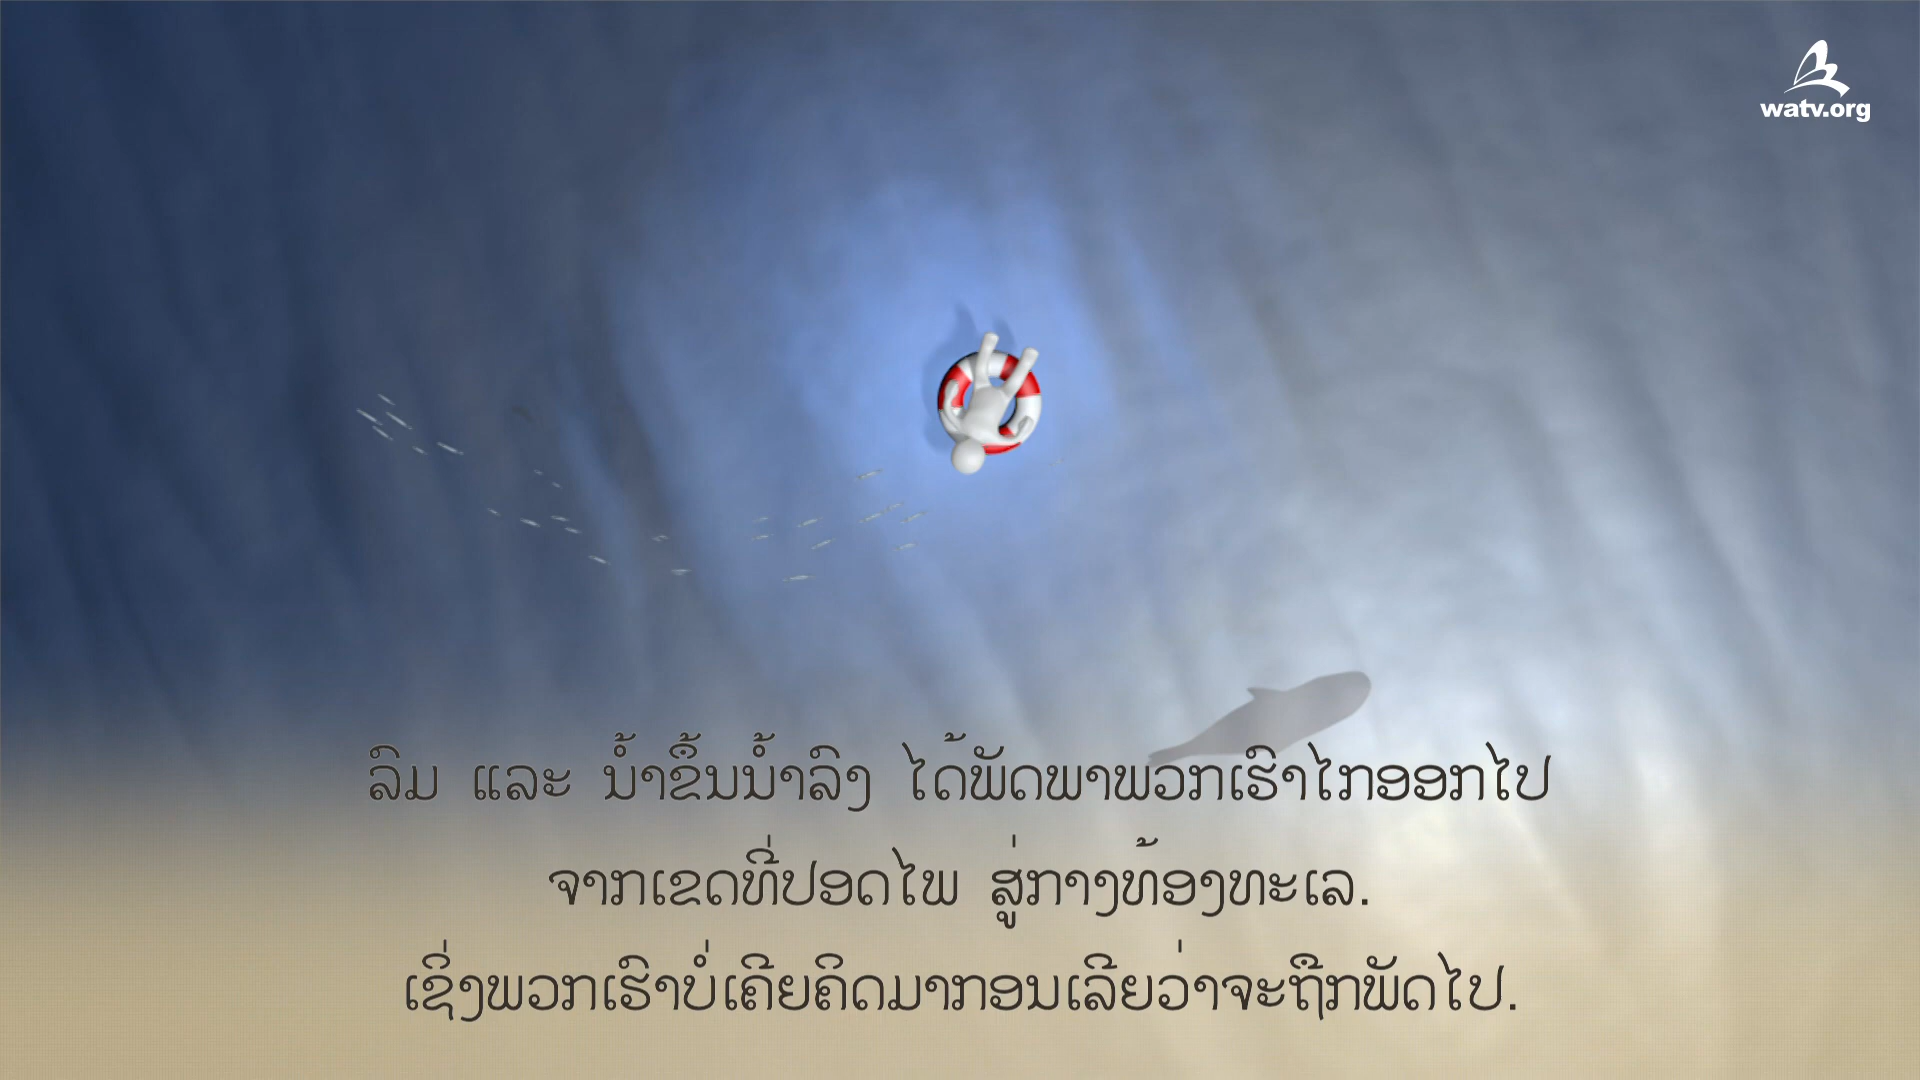 watv.org
ລົມ ແລະ ນ້ຳຂຶ້ນນ້ຳລົງ ໄດ້ພັດພາພວກເຮົາໄກອອກໄປ
ຈາກເຂດທີ່ປອດໄພ ສູ່ກາງທ້ອງທະເລ.
ເຊິ່ງພວກເຮົາບໍ່ເຄີຍຄິດມາກອນເລີຍວ່າຈະຖືກພັດໄປ.